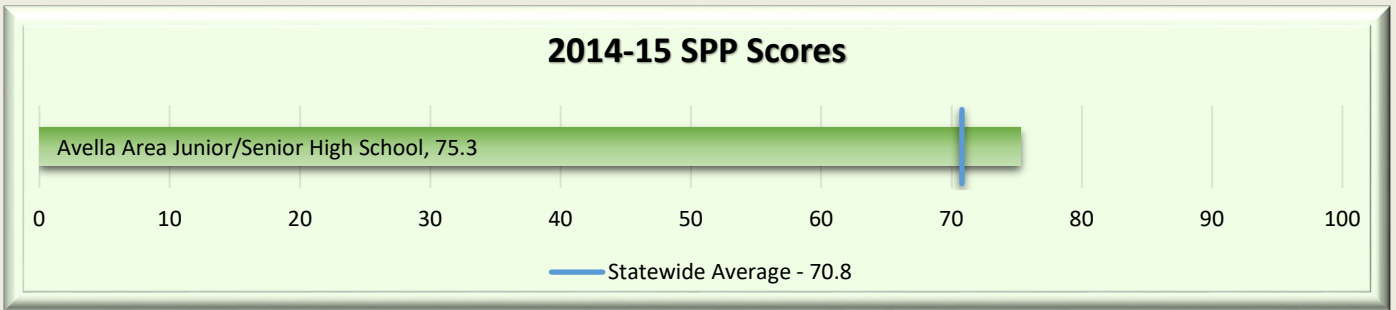 2014-15 SPP Scores
Avella Area Junior/Senior High School, 75.3
0 10 20 30 40 50 60 70 80 90 100
Statewide Average - 70.8